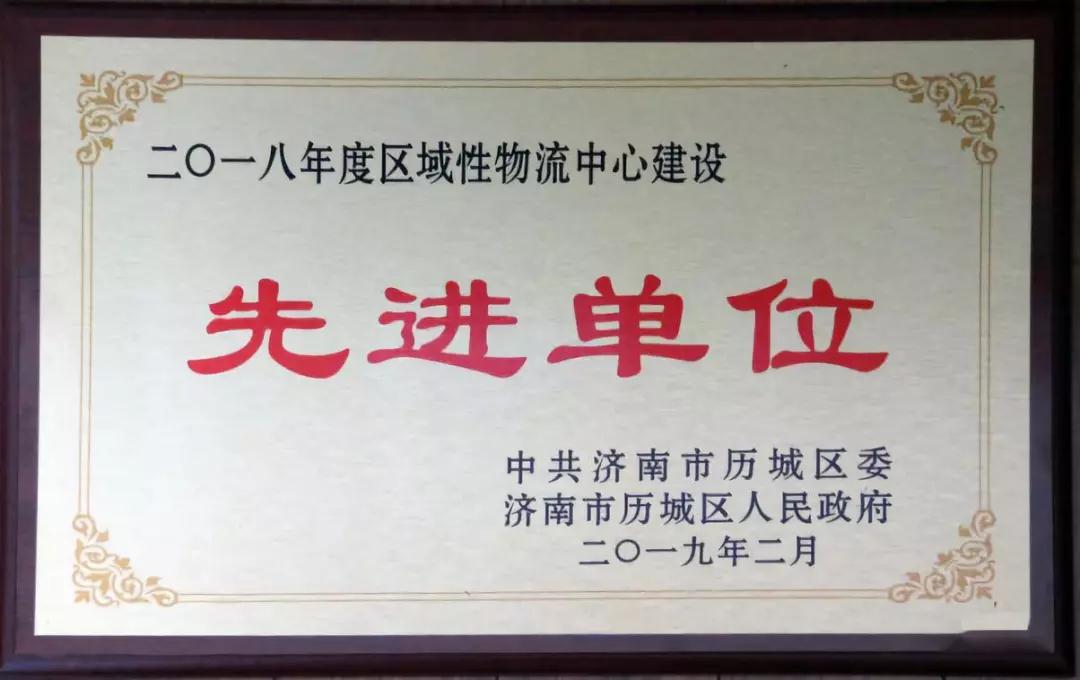 二〇一八年度区域性物流中心建设
先进单位
中共济南市历城区委
济南市历城区人民政府
二〇一九年二月